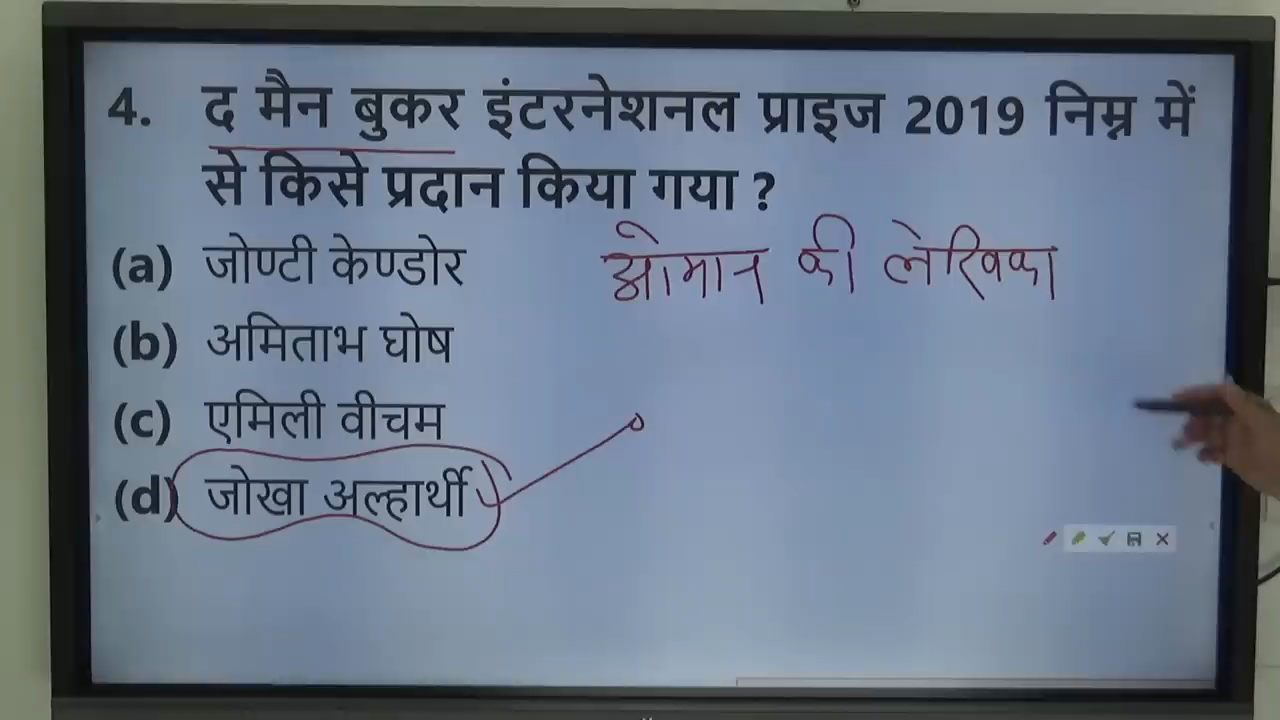 4. द मैन बुकर इंटरनेशनल प्राइज 2019 निम्न में
से किसे प्रदान किया गया ?
(a) जोण्टी केण्डोर
ओमान की लेखिका
(b) अमिताभ घोष
(c) एमिली वीचम
(d) जोखा अल्हार्थी